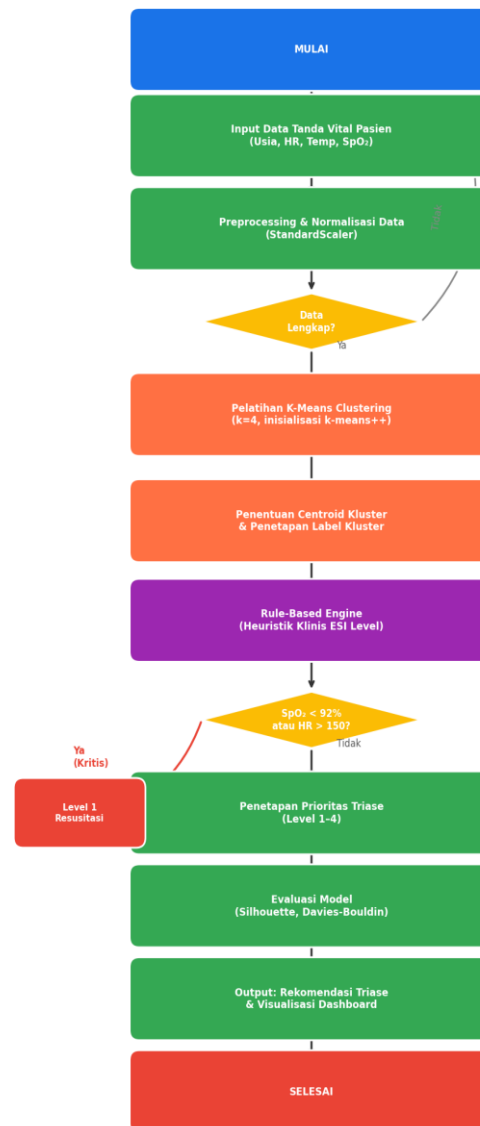 MULAI
Input Data Tanda Vital Pasien
(Usia, HR, Temp, SpO₂)
Preprocessing & Normalisasi Data
(StandardScaler)
Tidak
Data
Lengkap?
Ya
Pelatihan K-Means Clustering
(k=4, inisialisasi k-means++)
Penentuan Centroid Kluster
& Penetapan Label Kluster
Rule-Based Engine
(Heuristik Klinis ESI Level)
SpO₂ < 92%
atau HR > 150?
Tidak
Ya
(Kritis)
Level 1
Resusitasi
Penetapan Prioritas Triase
(Level 1–4)
Evaluasi Model
(Silhouette, Davies-Bouldin)
Output: Rekomendasi Triase
& Visualisasi Dashboard
SELESAI